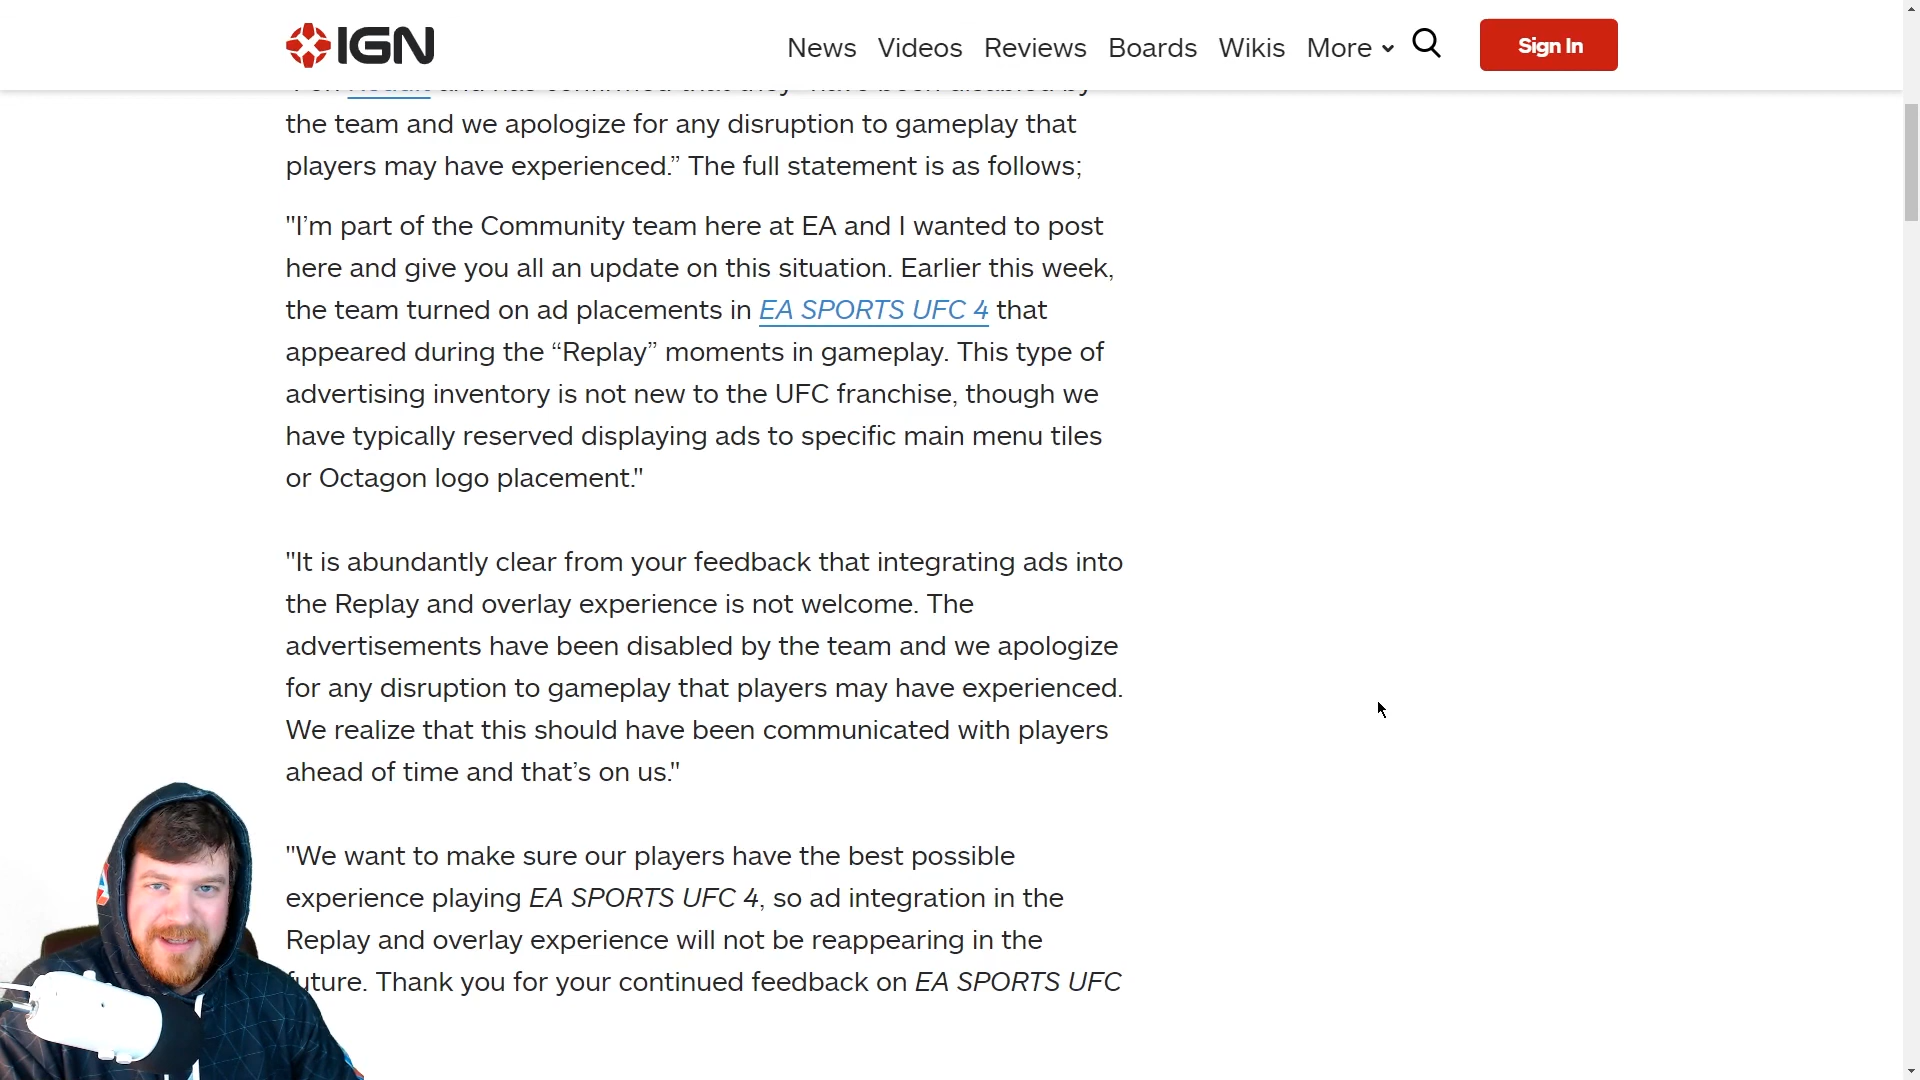 IGN
News Videos Reviews Boards Wikis More
Sign In
and has confirmed that they "have been disabled by
the team and we apologize for any disruption to gameplay that
players may have experienced.” The full statement is as follows;
"I’m part of the Community team here at EA and I wanted to post
here and give you all an update on this situation. Earlier this week,
the team turned on ad placements in EA SPORTS UFC 4 that
appeared during the “Replay” moments in gameplay. This type of
advertising inventory is not new to the UFC franchise, though we
have typically reserved displaying ads to specific main menu tiles
or Octagon logo placement."
"It is abundantly clear from your feedback that integrating ads into
the Replay and overlay experience is not welcome. The
advertisements have been disabled by the team and we apologize
for any disruption to gameplay that players may have experienced.
We realize that this should have been communicated with players
ahead of time and that’s on us."
"We want to make sure our players have the best possible
experience playing EA SPORTS UFC 4, so ad integration in the
Replay and overlay experience will not be reappearing in the
future. Thank you for your continued feedback on EA SPORTS UFC